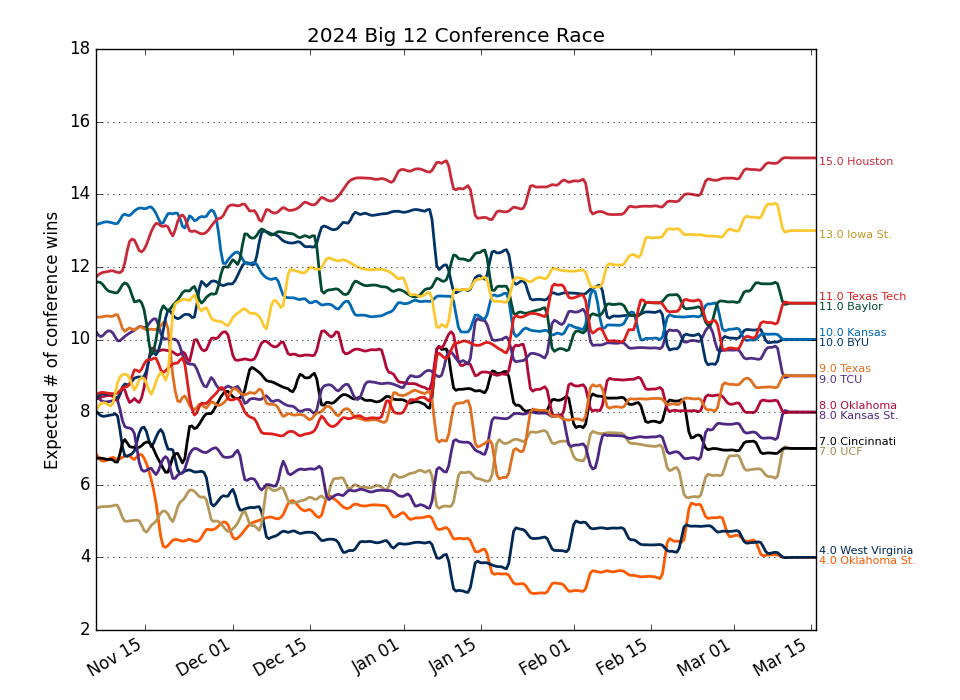 2024 Big 12 Conference Race
Expected # of conference wins
18
16
14
12
10
8
6
4
2
15.0 Houston
13.0 Iowa St.
11.0 Texas Tech
11.0 Baylor
10.0 Kansas
10.0 BYU
9.0 Texas
9.0 TCU
8.0 Oklahoma
8.0 Kansas St.
7.0 Cincinnati
7.0 UCF
4.0 West Virginia
4.0 Oklahoma St.
Nov 15
Dec 01
Dec 15
Jan 01
Jan 15
Feb 01
Feb 15
Mar 01
Mar 15